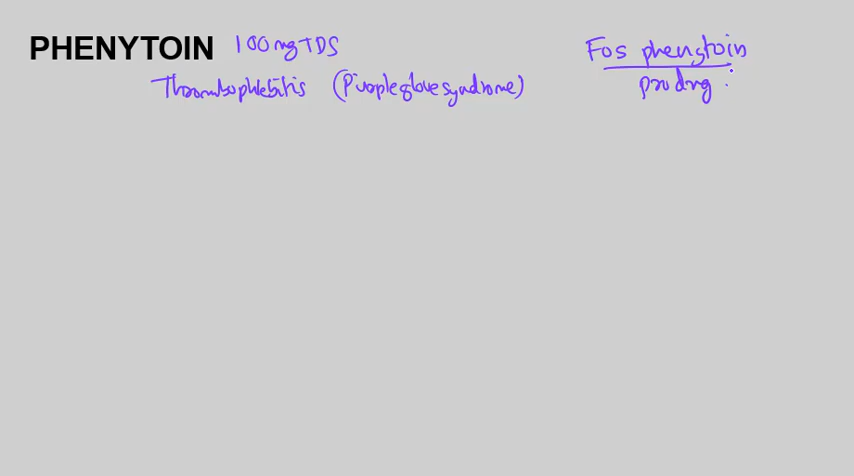 PHENYTOIN 100mg TDS
Fos phenytoin
Thrombophlebitis (Purple glove syndrome)
prodrug